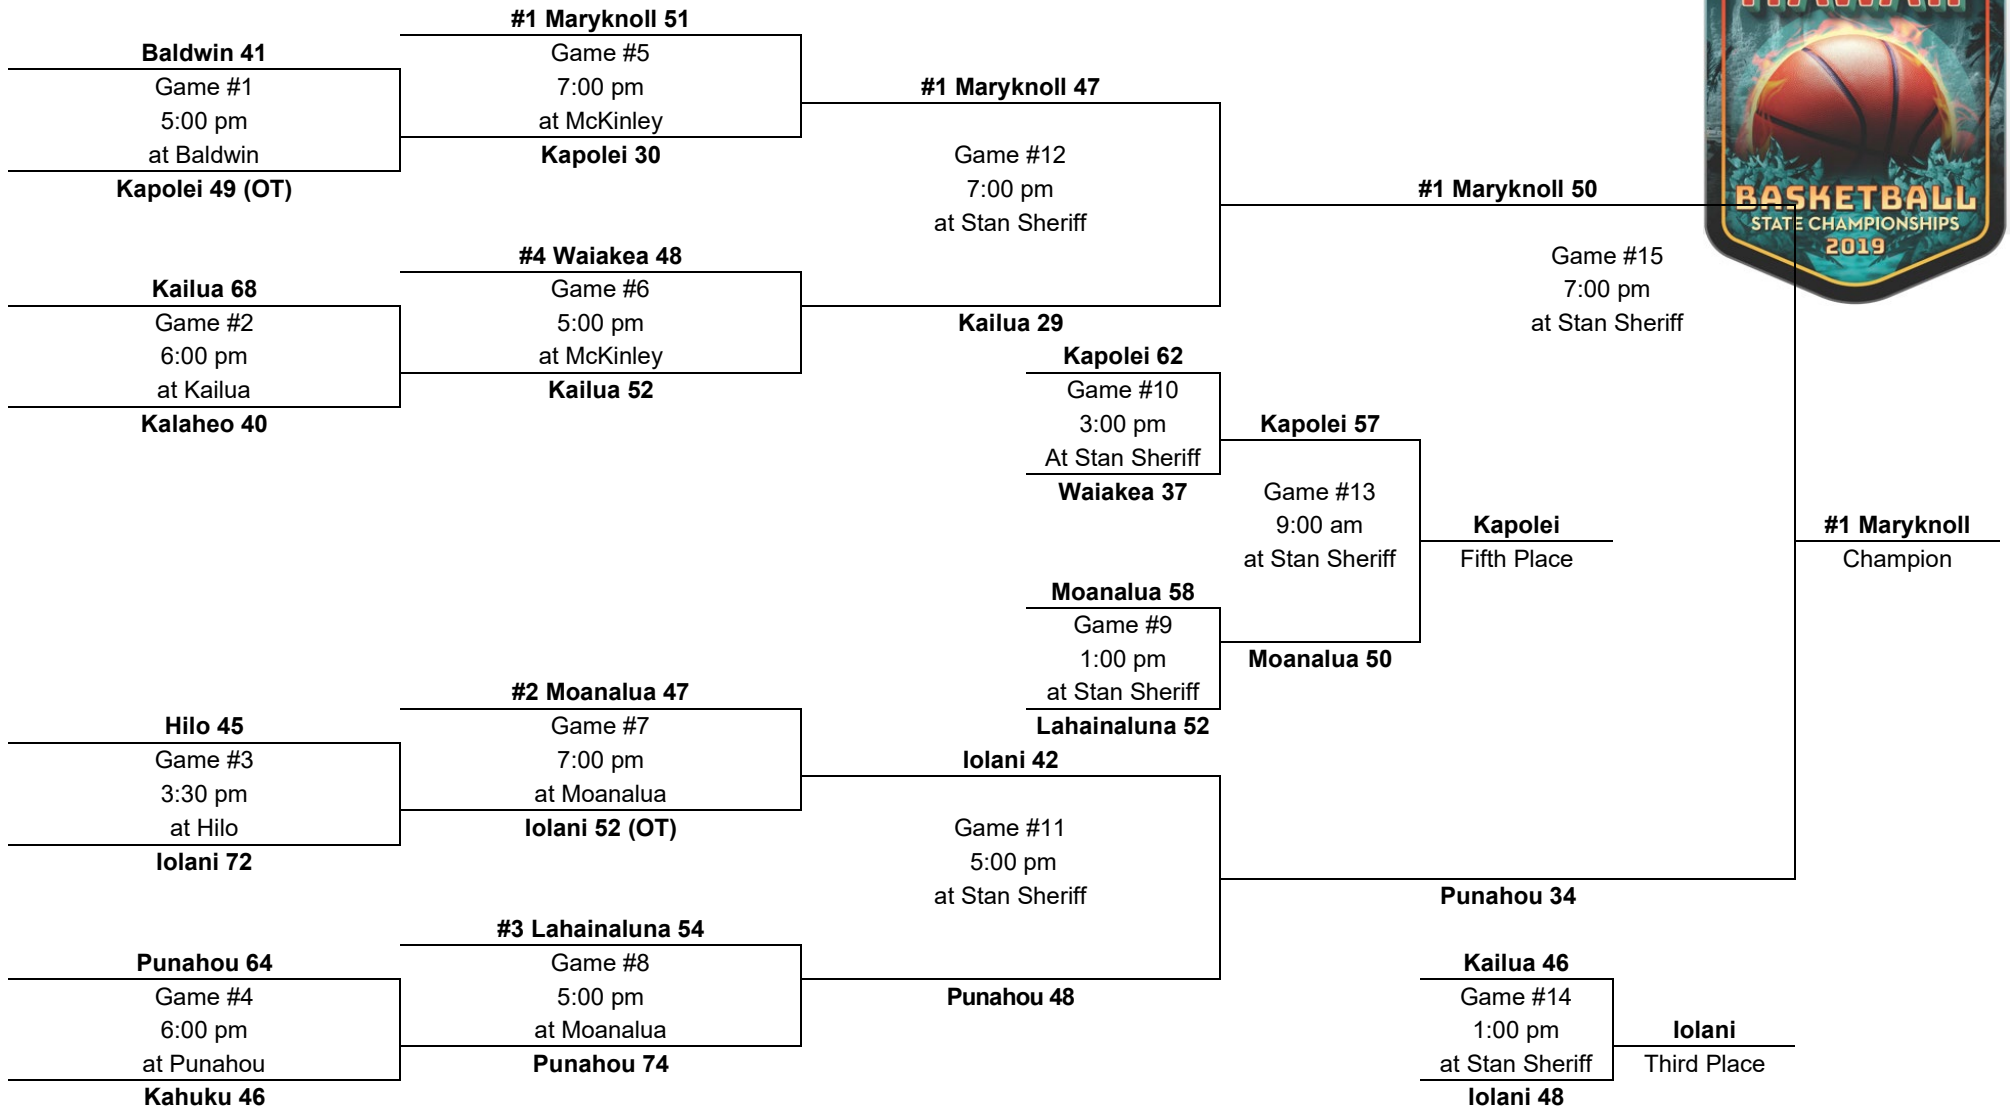 #1 Maryknoll 51
Baldwin 41
Game #5
Game #1
7:00 pm
#1 Maryknoll 47
5:00 pm
at McKinley
at Baldwin
Kapolei 30
Game #12
Kapolei 49 (OT)
7:00 pm
#1 Maryknoll 50
BASKETBALL
at Stan Sheriff
STATE CHAMPIONSHIPS
2019
#4 Waiakea 48
Game #15
Kailua 68
Game #6
7:00 pm
Game #2
5:00 pm
Kailua 29
at Stan Sheriff
6:00 pm
at McKinley
Kapolei 62
at Kailua
Kailua 52
Game #10
Kalaheo 40
3:00 pm
Kapolei 57
At Stan Sheriff
Waiakea 37
Game #13
9:00 am
Kapolei
#1 Maryknoll
at Stan Sheriff
Fifth Place
Champion
Moanalua 58
Game #9
1:00 pm
Moanalua 50
#2 Moanalua 47
at Stan Sheriff
Hilo 45
Game #7
Lahainaluna 52
Game #3
7:00 pm
Iolani 42
3:30 pm
at Moanalua
at Hilo
Iolani 52 (OT)
Game #11
Iolani 72
5:00 pm
at Stan Sheriff
Punahou 34
#3 Lahainaluna 54
Punahou 64
Game #8
Kailua 46
Game #4
5:00 pm
Punahou 48
Game #14
6:00 pm
at Moanalua
1:00 pm
Iolani
at Punahou
Punahou 74
at Stan Sheriff
Third Place
Kahuku 46
Iolani 48